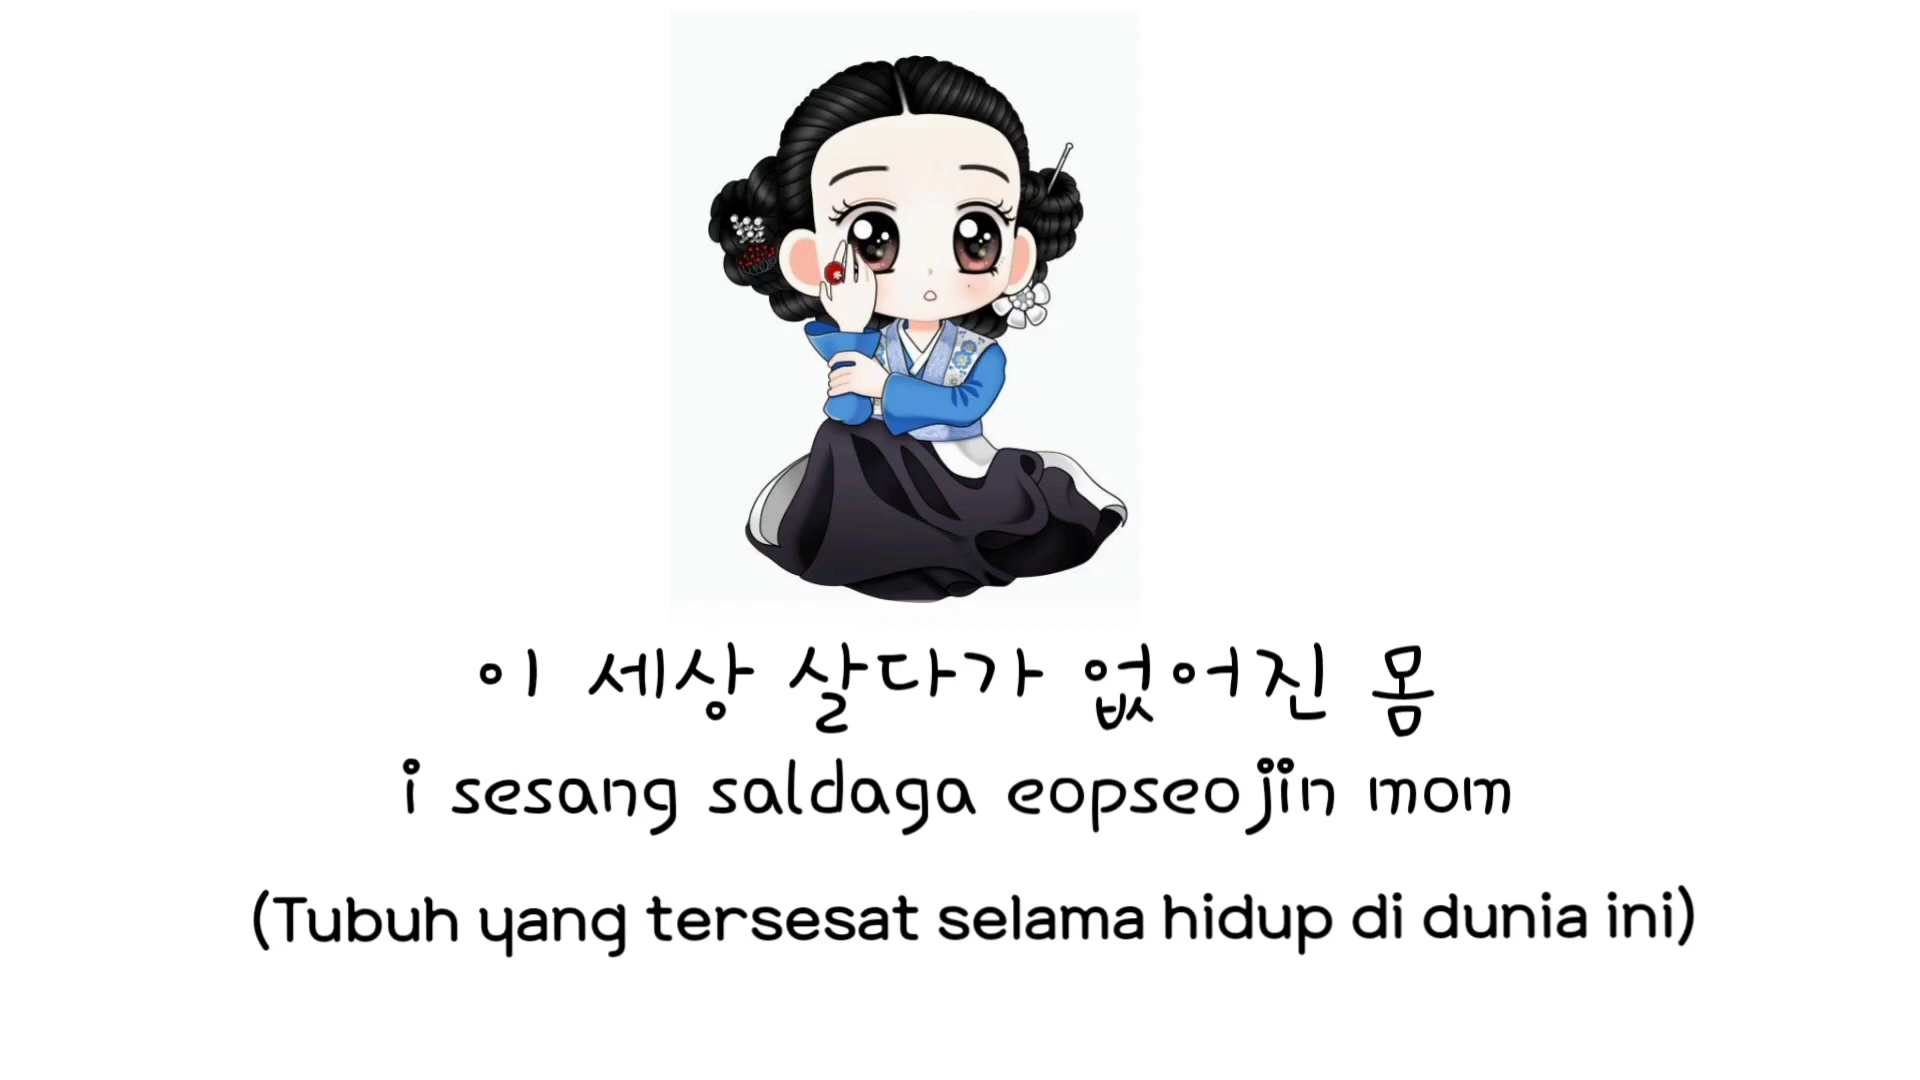 이 세상 살다가 없어진 몸
i sesang saldaga eopseojin mom
(Tubuh yang tersesat selama hidup di dunia ini)